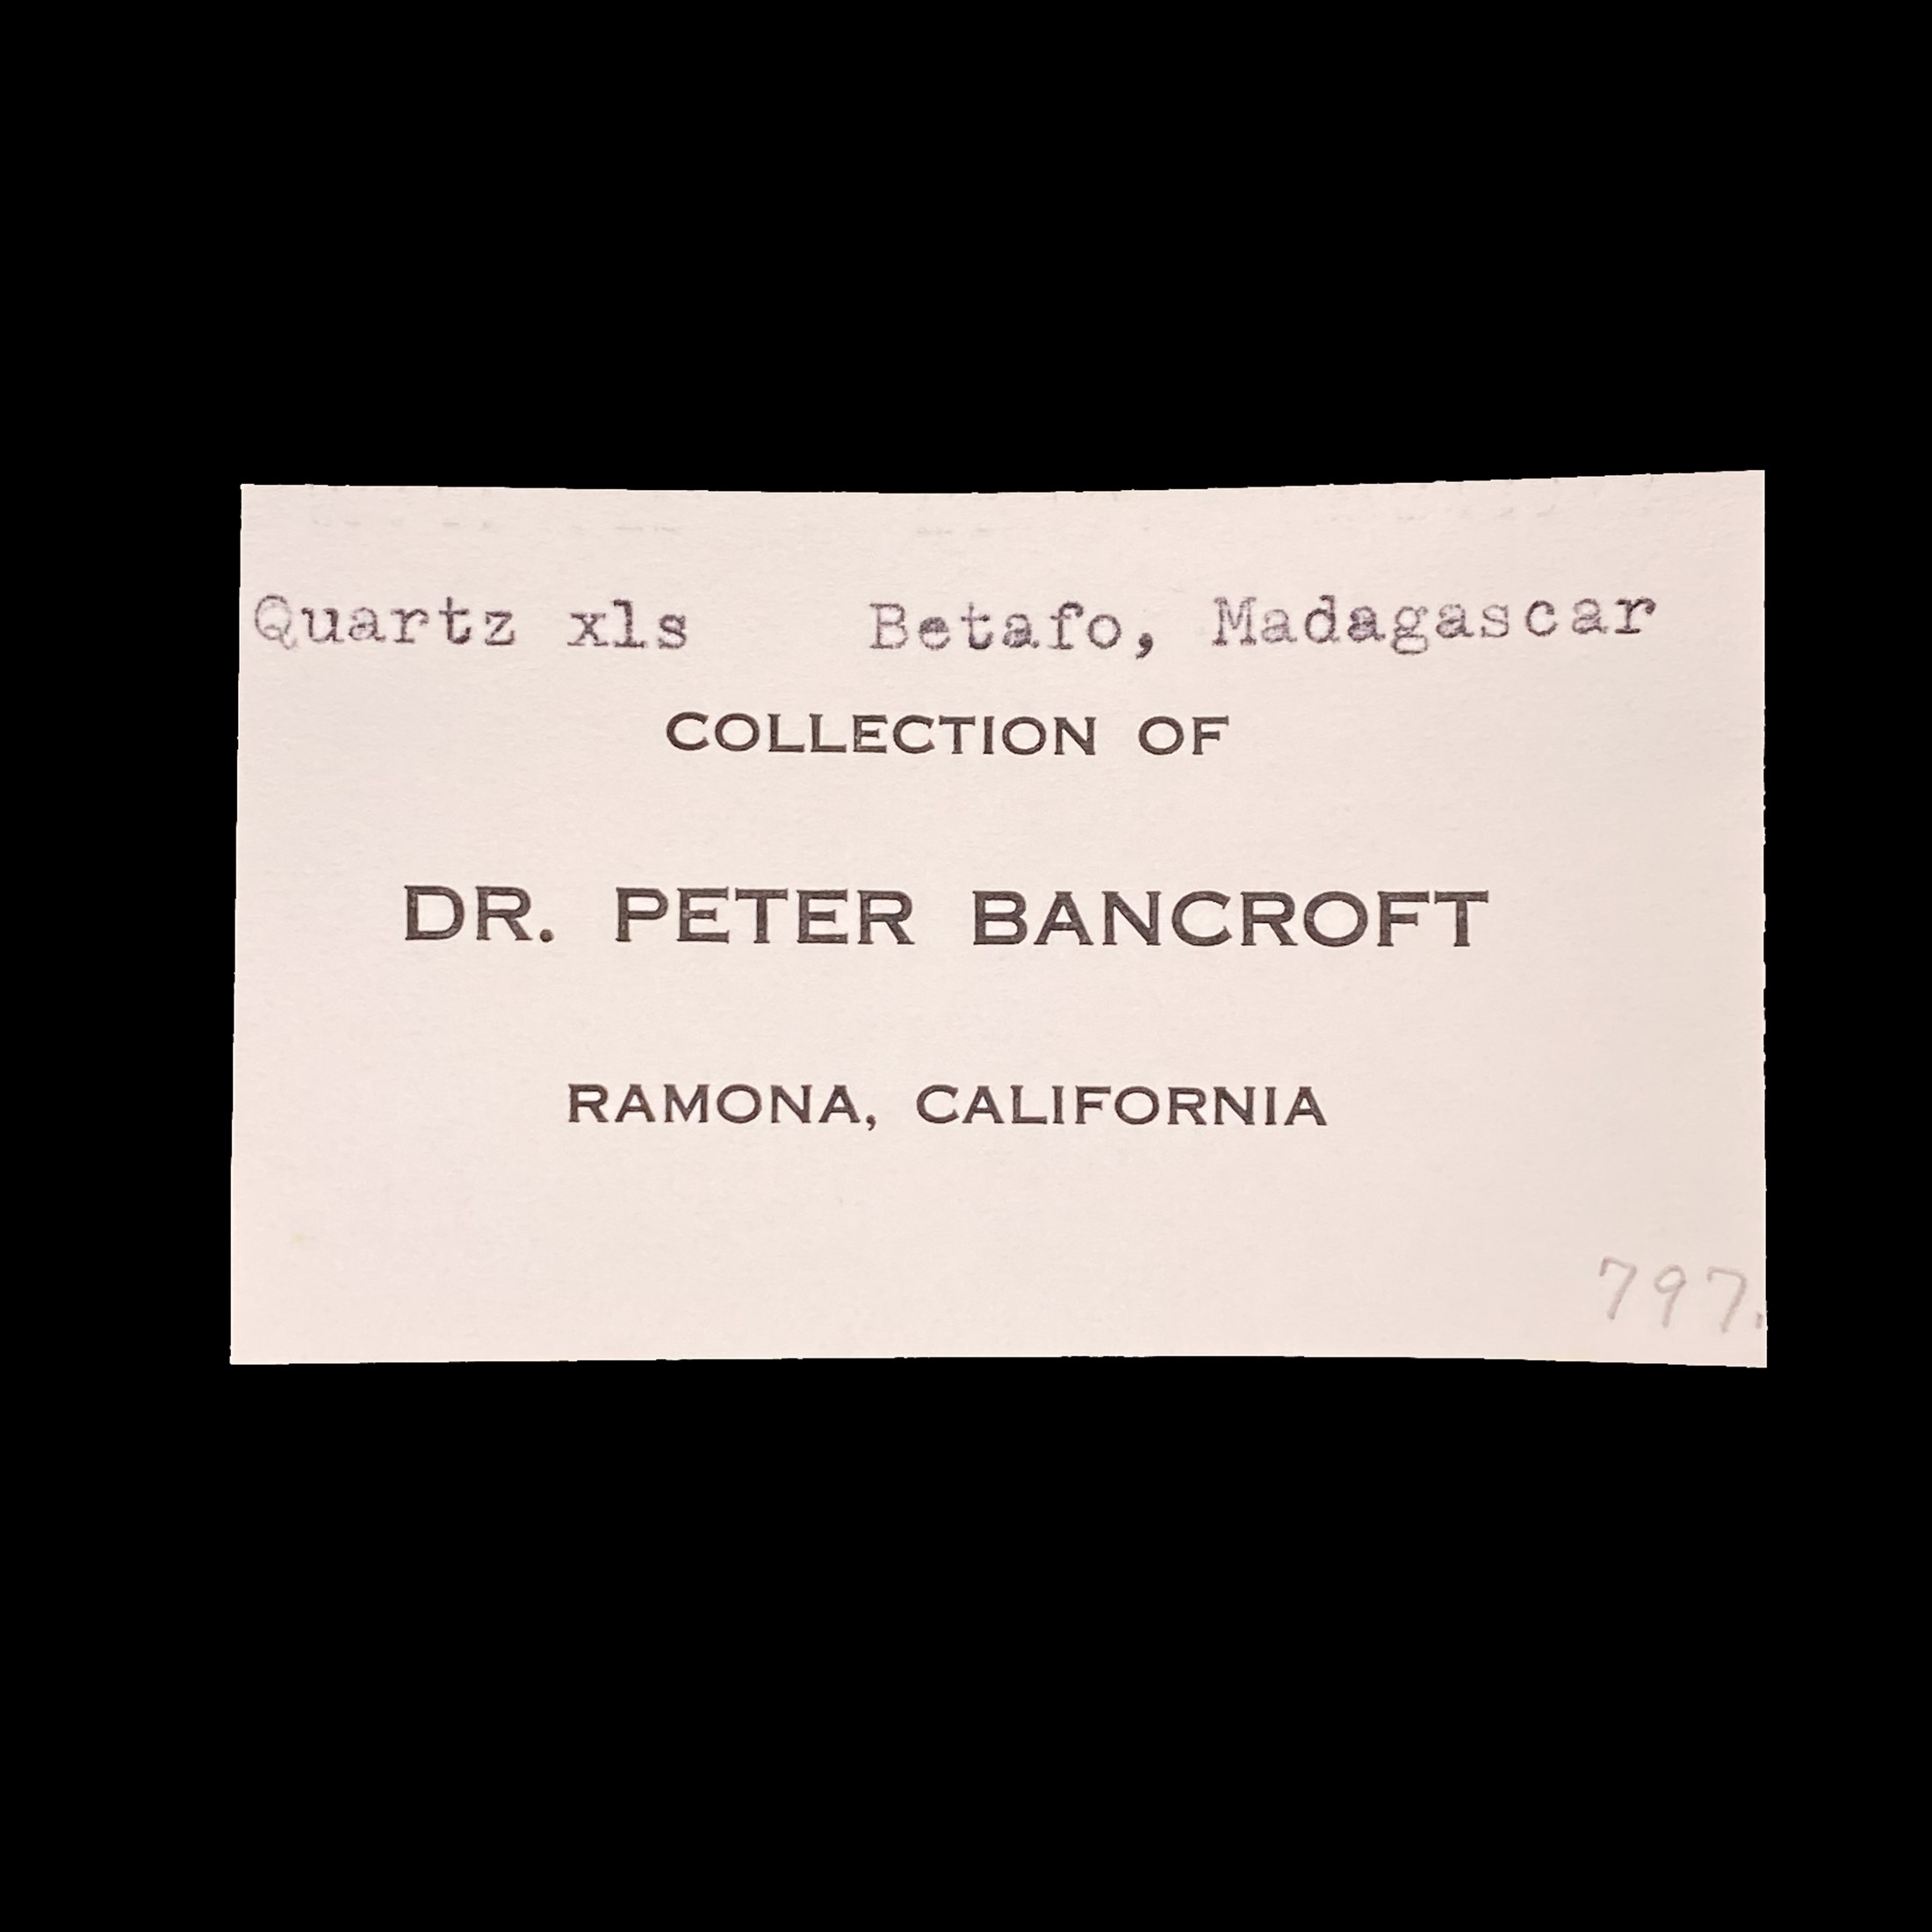 Quartz xls Betafo, Madagascar
COLLECTION OF
DR. PETER BANCROFT
RAMONA, CALIFORNIA
797.